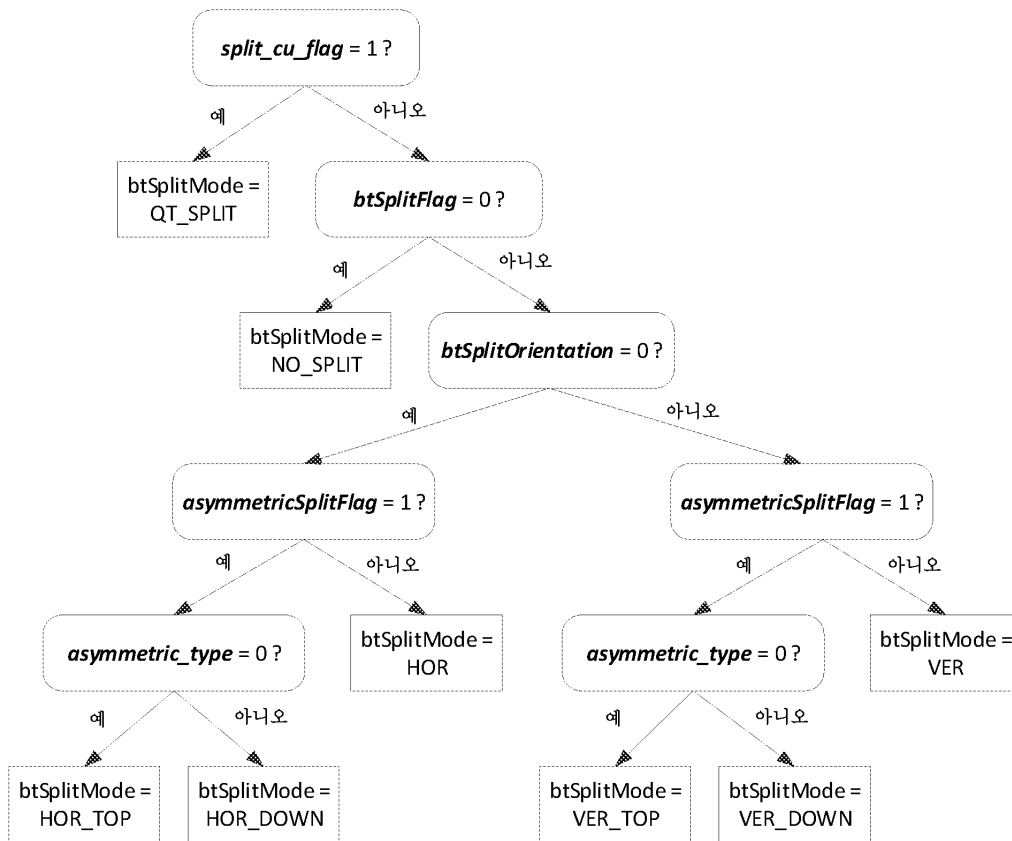 split_cu_flag = 1 ?
예
아니오
btSplitMode =
QT_SPLIT
btSplitFlag = 0 ?
예
아니오
btSplitMode =
NO_SPLIT
btSplitOrientation = 0 ?
예
아니오
asymmetricSplitFlag = 1 ?
asymmetricSplitFlag = 1 ?
예
아니오
예
아니오
asymmetric_type = 0 ?
btSplitMode =
HOR
asymmetric_type = 0 ?
btSplitMode =
VER
예
아니오
예
아니오
btSplitMode =
HOR_TOP
btSplitMode =
HOR_DOWN
btSplitMode =
VER_TOP
btSplitMode =
VER_DOWN